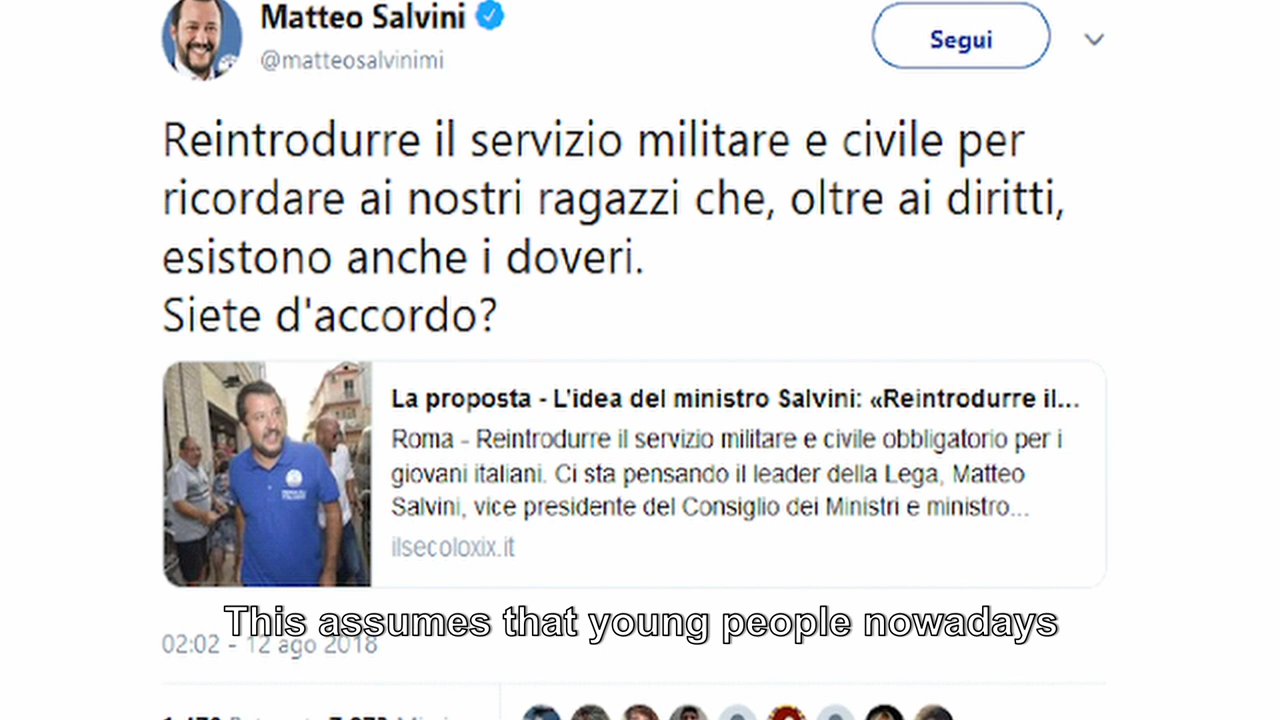 Matteo Salvini
@matteosalvinimi
Segui
Reintrodurre il servizio militare e civile per
ricordare ai nostri ragazzi che, oltre ai diritti,
esistono anche i doveri.
Siete d'accordo?
La proposta - L'idea del ministro Salvini: «Reintrodurre il...
Roma - Reintrodurre il servizio militare e civile obbligatorio per i
giovani italiani. Ci sta pensando il leader della Lega, Matteo
Salvini, vice presidente del Consiglio dei Ministri e ministro...
ilsecoloxix.it
This assumes that young people nowadays
02:02 - 12 ago 2018